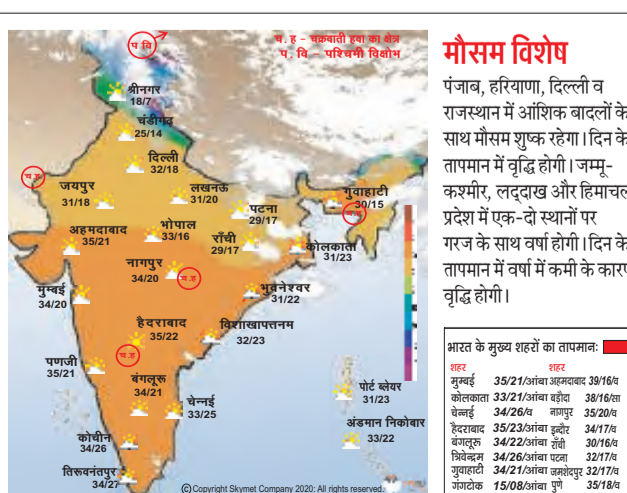 प वि
च. ह - चक्रवाती हवा का क्षेत्र
प. वि - पश्चिमी विक्षोभ
श्रीनगर
18/7
चंडीगढ़
25/14
दिल्ली
32/18
च.ह
जयपुर
31/18
लखनऊ
31/20
पटना
29/17
गुवाहाटी
30/15
च.ह
अहमदाबाद
35/21
भोपाल
33/16
राँची
29/17
कोलकाता
31/23
नागपुर
34/20
च.ह
मुम्बई
34/20
भुवनेश्वर
31/22
हैदराबाद
35/22
विशाखापत्तनम
32/23
च.ह
पणजी
35/21
बंगलूरू
34/21
चेन्नई
33/25
पोर्ट ब्लेयर
31/23
अंडमान निकोबार
33/22
कोचीन
34/26
तिरूवनंतपुर
34/27
©Copyright Skymet Company 2020: All rights reserved.
मौसम विशेष
पंजाब, हरियाणा, दिल्ली व
राजस्थान में आंशिक बादलों के
साथ मौसम शुष्क रहेगा।दिन के
तापमान में वृद्धि होगी।जम्मू-
कश्मीर, लद्दाख और हिमाचल
प्रदेश में एक-दो स्थानों पर
गरज के साथ वर्षा होगी।दिन के
तापमान में वर्षा में कमी के कारण
वृद्धि होगी।
भारत के मुख्य शहरों का तापमानः
शहर शहर
मुम्बई 35/21/आंबा अहमदाबाद 39/16/व
कोलकाता 33/21/आंबा बड़ौदा 38/16/सा
चेन्नई 34/26/व नागपुर 35/20/व
हैदराबाद 35/23/आंबा इन्दौर 34/17/व
बंगलूरू 34/22/आंबा राँची 30/16/व
त्रिवेन्द्रम 34/26/आंबा पटना 32/17/व
गुवाहाटी 34/21/आंबा जमशेदपुर 32/17/व
गंगटोक 15/08/आंबा पुणे 35/18/व